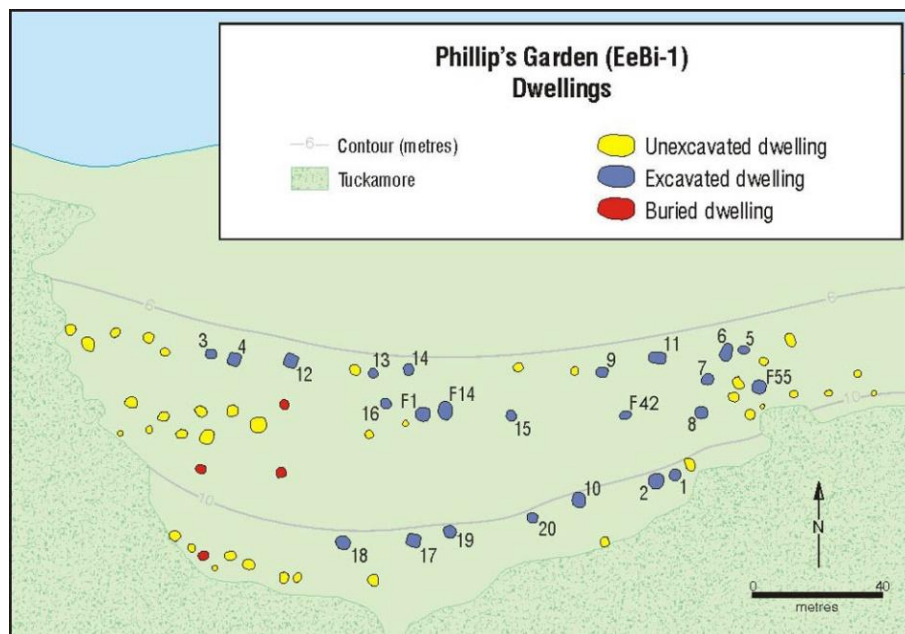 Phillip's Garden (EeBi-1)
Dwellings
6 Contour (metres)
Tuckamore
Unexcavated dwelling
Excavated dwelling
Buried dwelling
6
6
3
4
12
13
14
9
11
6
5
7
F55
16
F1
F14
15
F42
8
10
10
2
1
10
20
19
18
17
N
0
40
metres